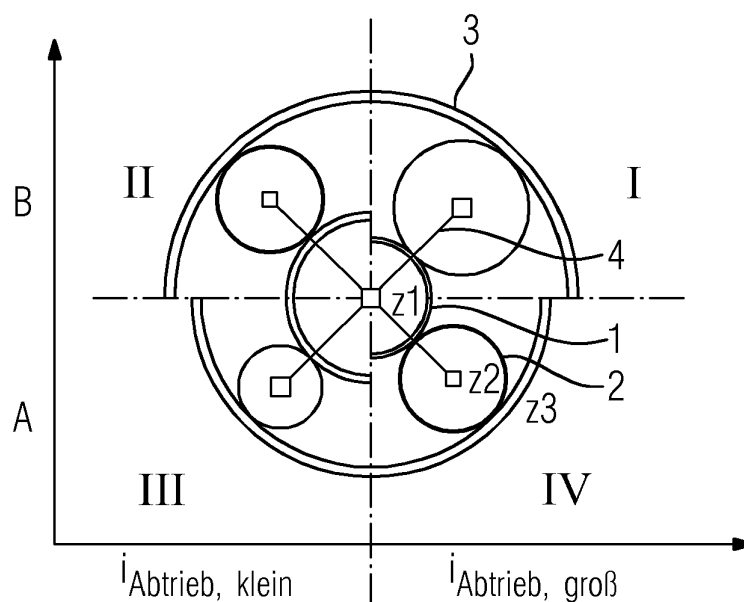 3
II
I
B
4
z1
1
z2
2
z3
A
III
IV
iAbtrieb, klein
iAbtrieb, groß